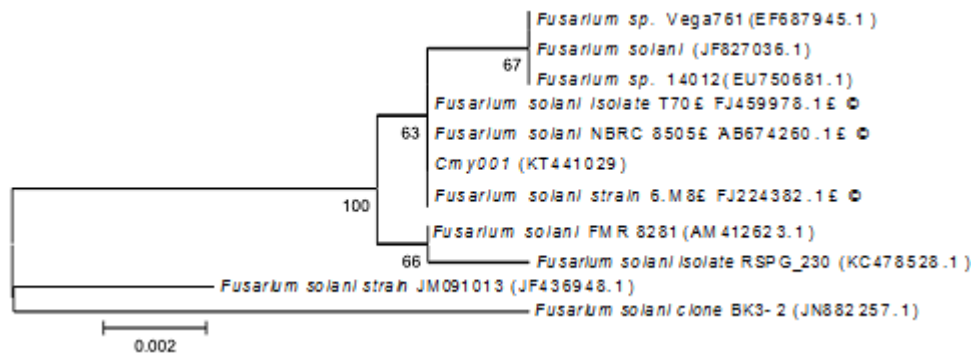 Fusarium sp. Vega761(EF687945.1)
Fusarium solani (JF827036.1)
67
Fusarium sp. 14012(EU750681.1)
Fusarium solani isolate T70£ FJ459978.1£ ©
63
Fusarium solani NBRC 8505£ AB674260.1£ ©
Cmy001 (KT441029)
Fusarium solani strain 6.M8£ FJ224382.1£ ©
100
Fusarium solani FMR 8281(AM412623.1)
66
Fusarium solani isolate RSPG_230 (KC478528.1)
Fusarium solani strain JM091013 (JF436948.1)
Fusarium solani clone BK3-2 (JN882257.1)
0.002